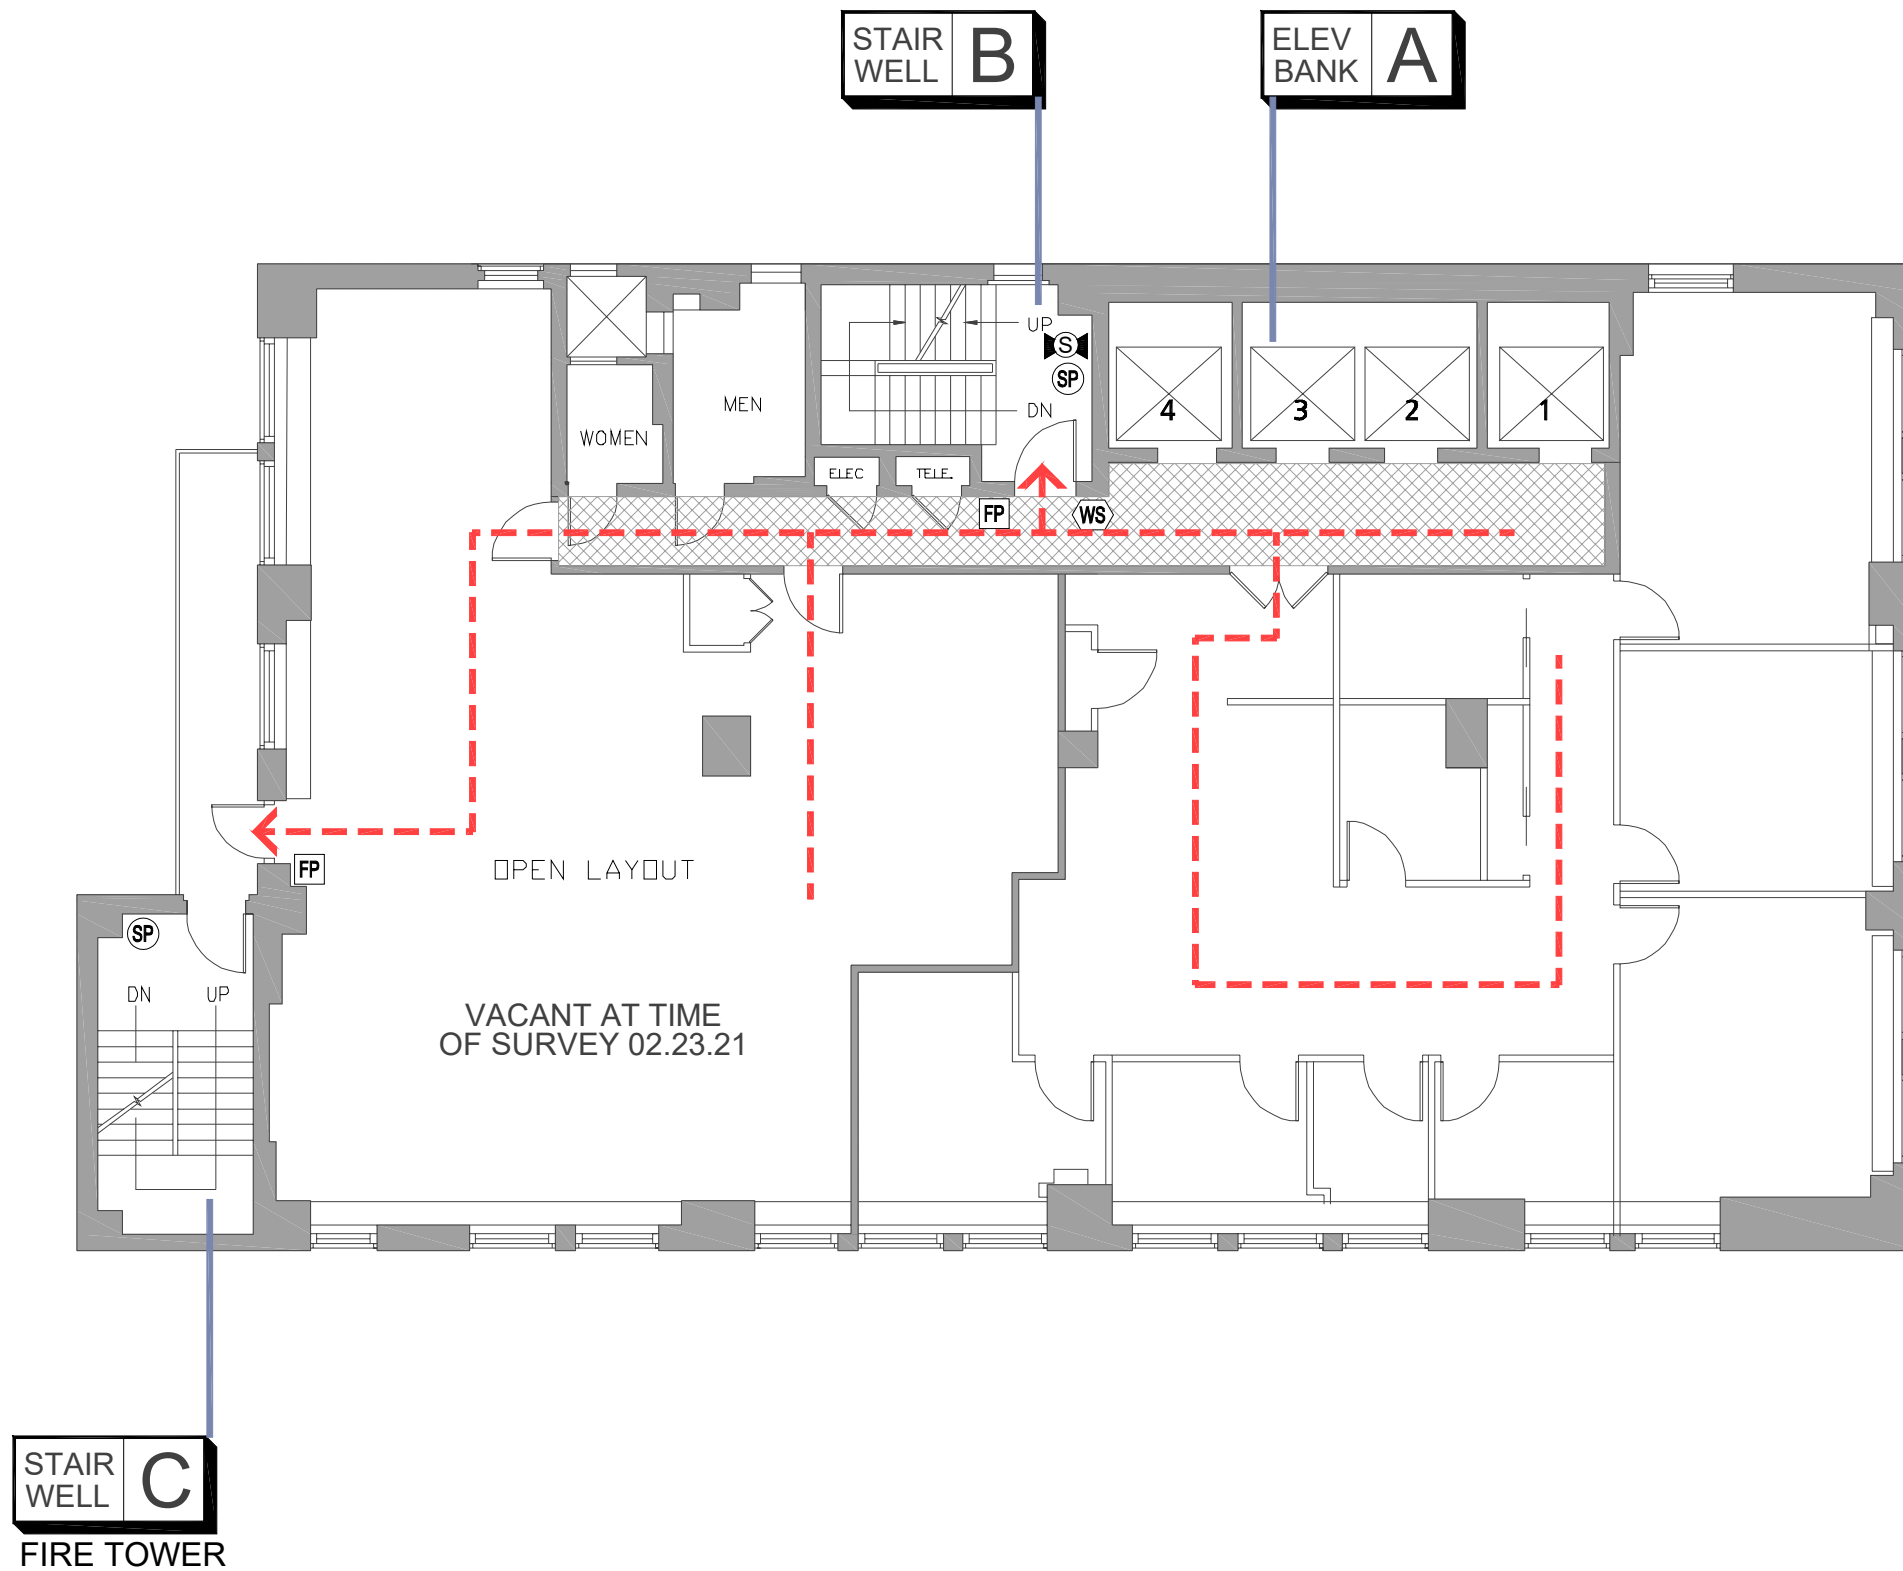 STAIR
WELL
B
ELEV
BANK
A
UP
S
SP
DN
MEN
WOMEN
ELEC
TELE.
4
3
2
1
FP
WS
FP
OPEN LAYOUT
SP
DN
UP
VACANT AT TIME
OF SURVEY 02.23.21
STAIR
WELL
C
FIRE TOWER